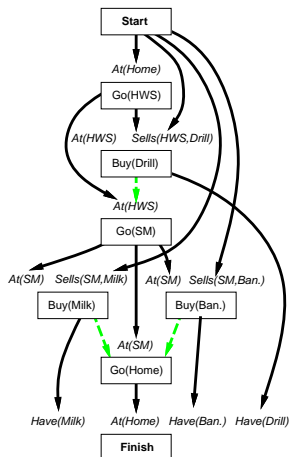 Start
At(Home)
Go(HWS)
At(HWS) Sells(HWS,Drill)
Buy(Drill)
At(HWS)
Go(SM)
At(SM) Sells(SM,Milk) At(SM) Sells(SM,Ban.)
Buy(Milk) Buy(Ban.)
At(SM)
Go(Home)
Have(Milk) At(Home) Have(Ban.) Have(Drill)
Finish